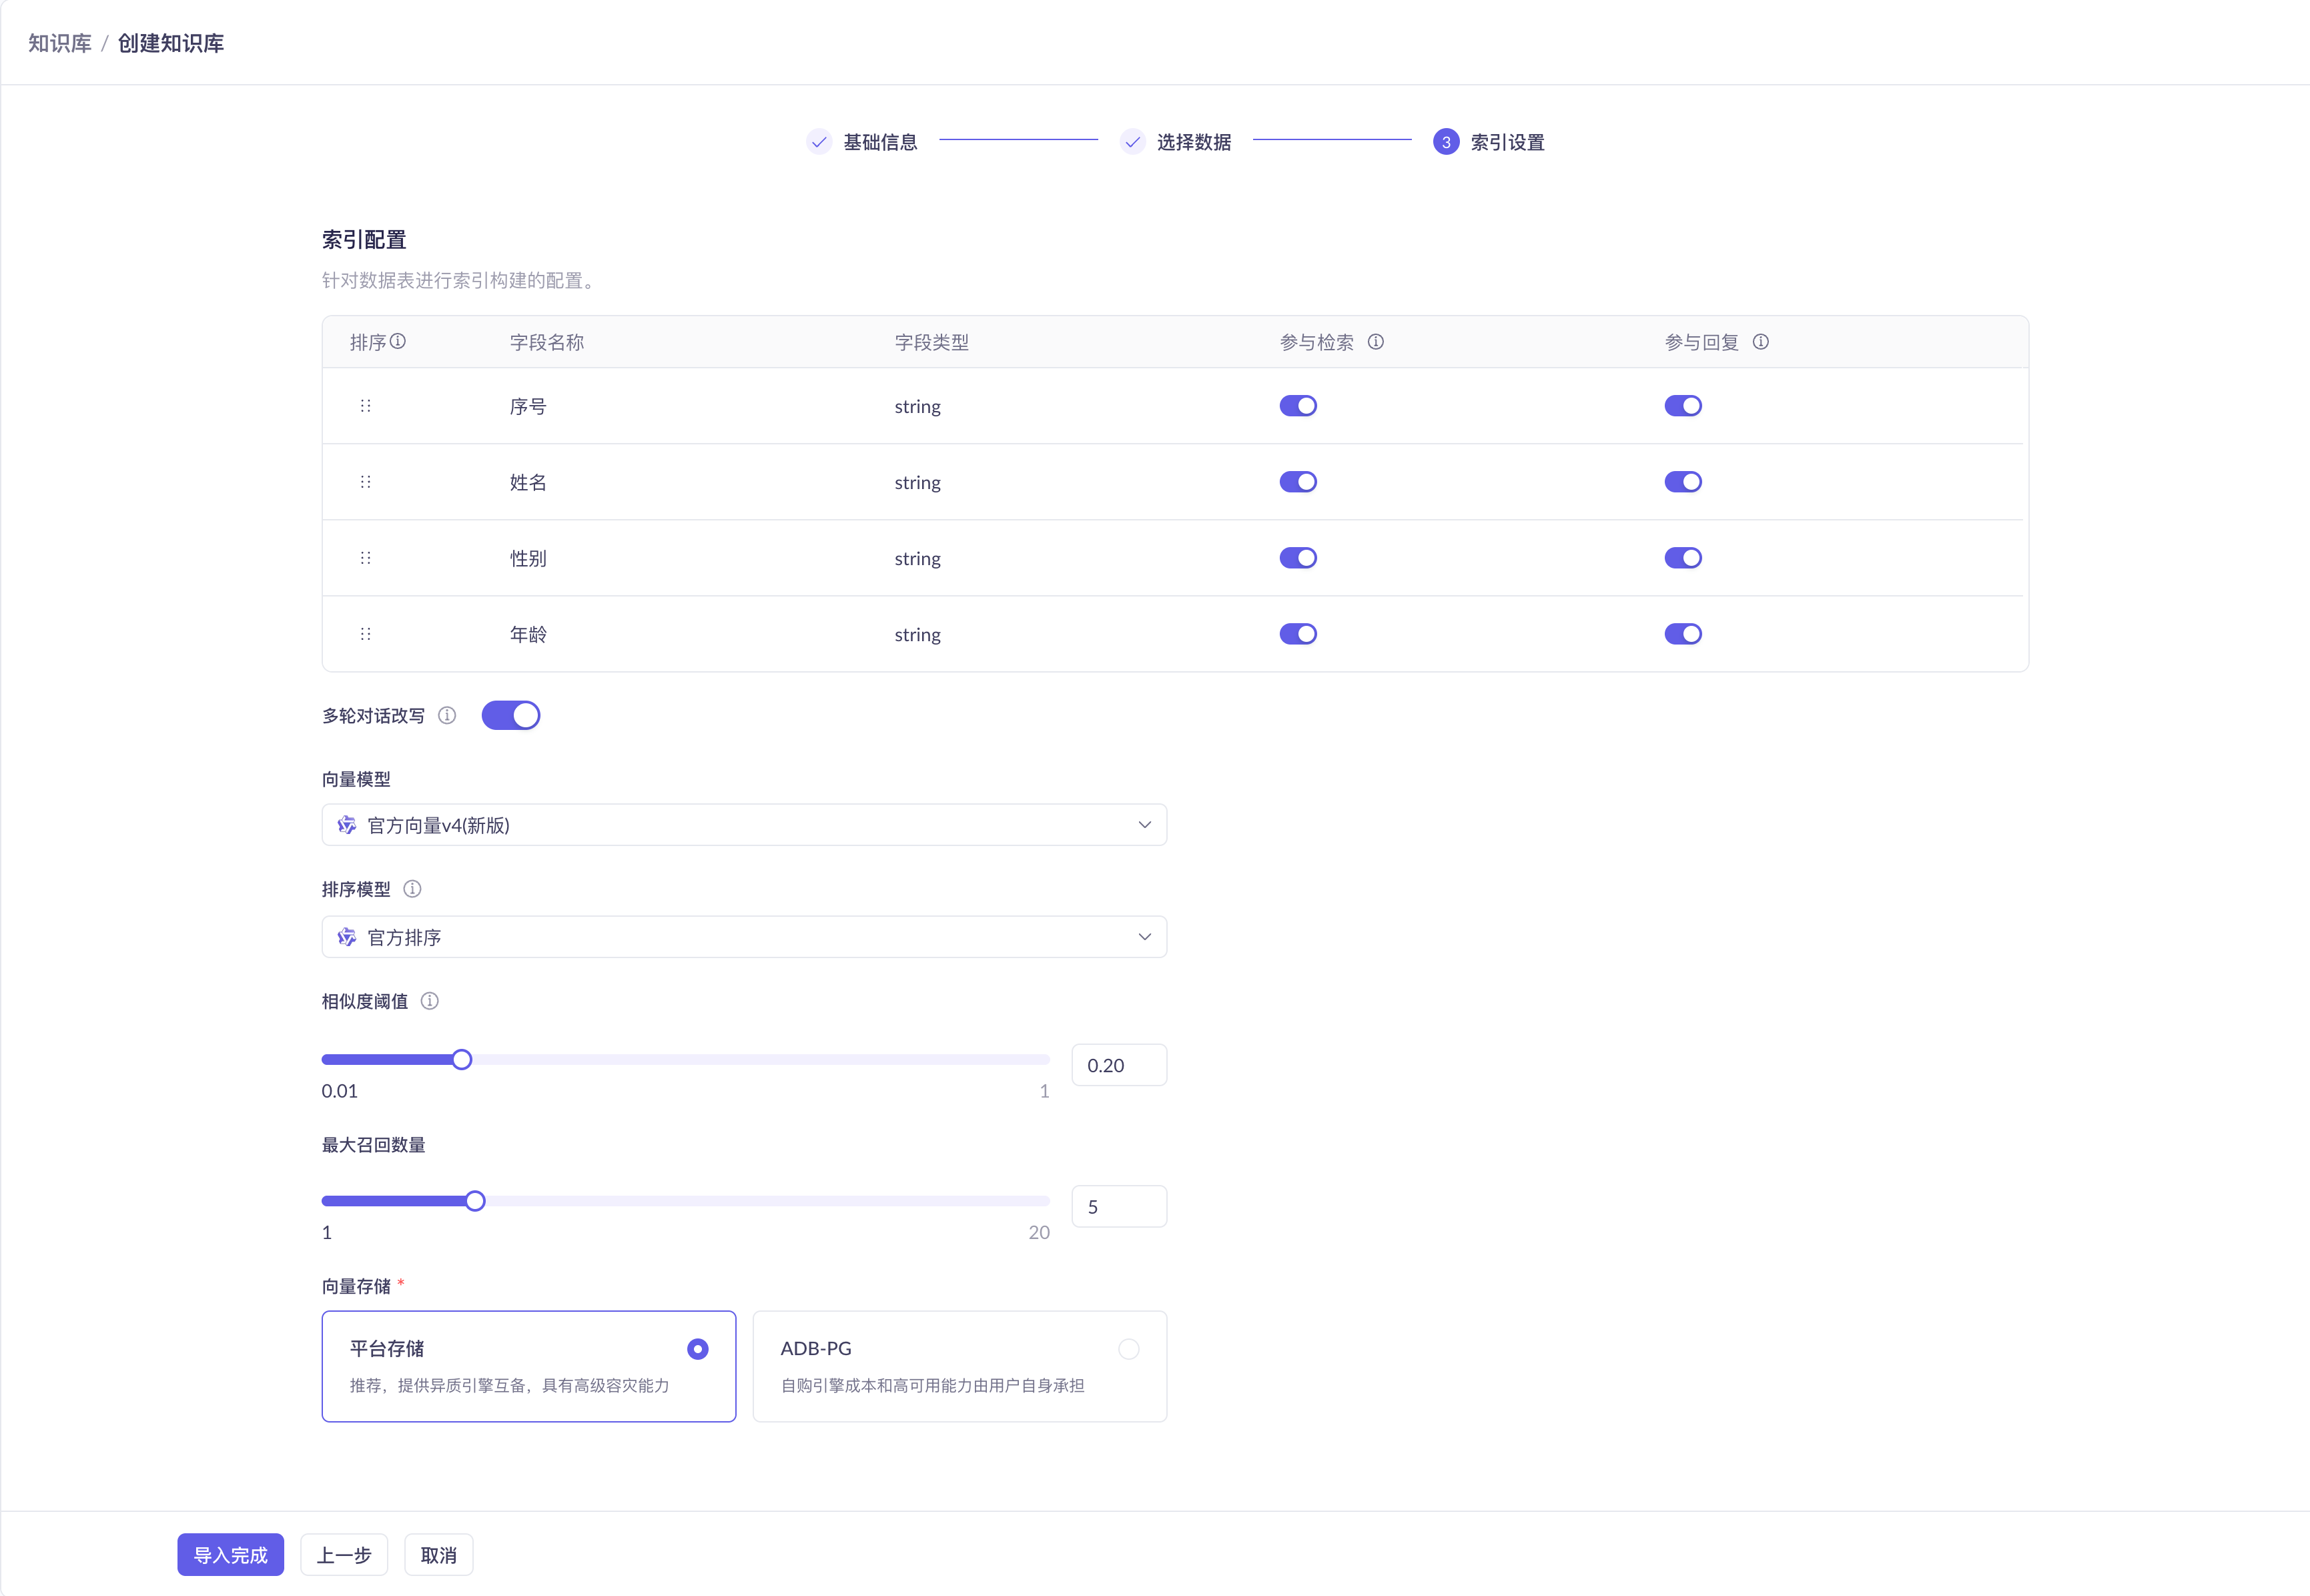 知识库 / 创建知识库
基础信息
选择数据
3 索引设置
索引配置
针对数据表进行索引构建的配置。
排序 字段名称 字段类型 参与检索 参与回复
序号 string
姓名 string
性别 string
年龄 string
多轮对话改写
向量模型
官方向量v4(新版)
排序模型
官方排序
相似度阈值
0.20
0.01 1
最大召回数量
5
1 20
向量存储 *
平台存储
推荐，提供异质引擎互备，具有高级容灾能力
ADB-PG
自购引擎成本和高可用能力由用户自身承担
导入完成 上一步 取消